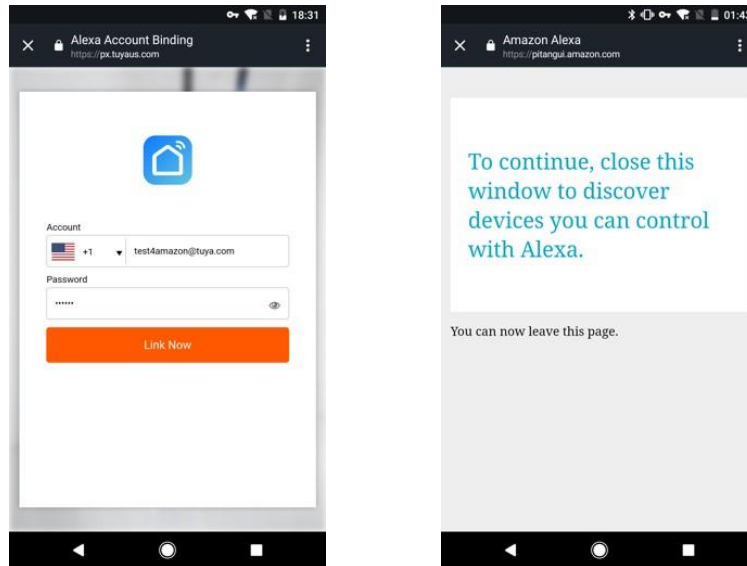 18:31
Alexa Account Binding
https://px.tuyaus.com
Account
+1 test4amazon@tuya.com
Password
••••••
Link Now
01:43
Amazon Alexa
https://pitangui.amazon.com
To continue, close this
window to discover
devices you can control
with Alexa.
You can now leave this page.